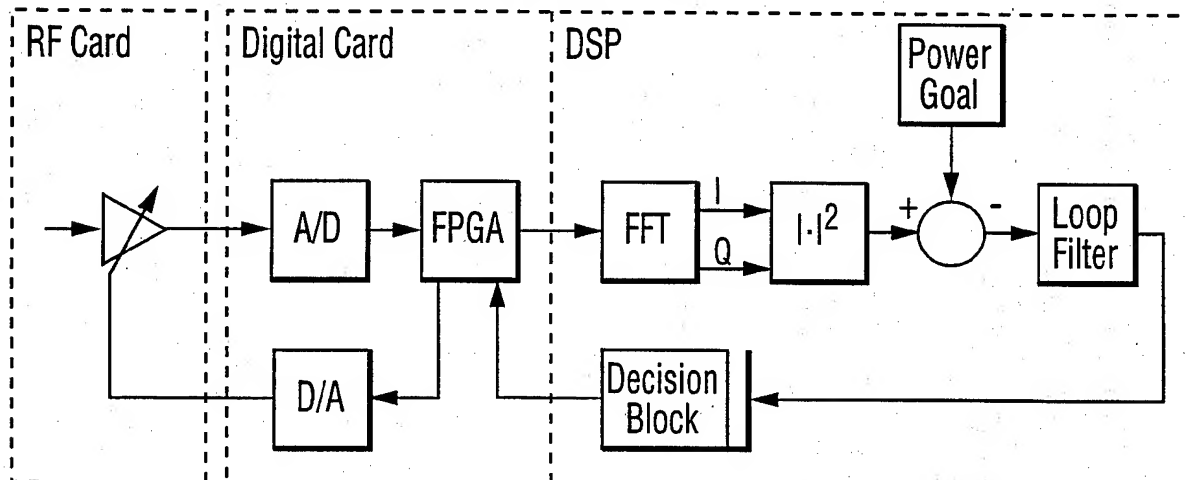 RF Card
Digital Card
DSP
Power
Goal
A/D
FPGA
FFT
I
Q
|·|²
+
-
Loop
Filter
D/A
Decision
Block